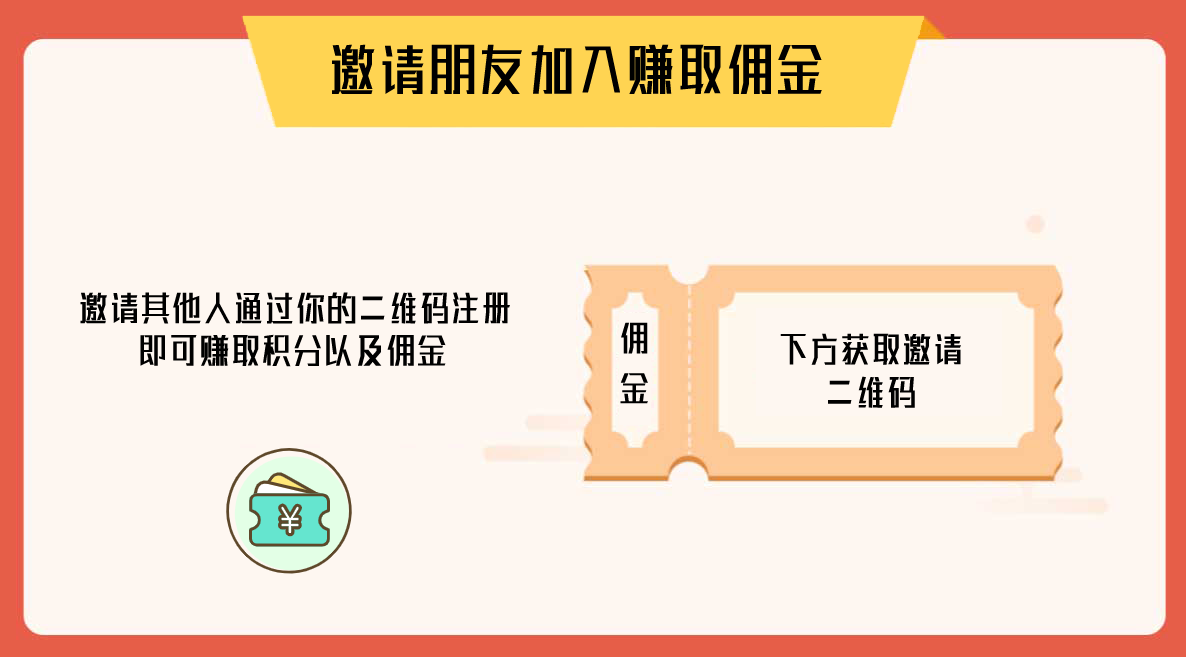 邀请朋友加入赚取佣金
邀请其他人通过你的二维码注册
即可赚取积分以及佣金
佣
金
下方获取邀请
二维码
¥